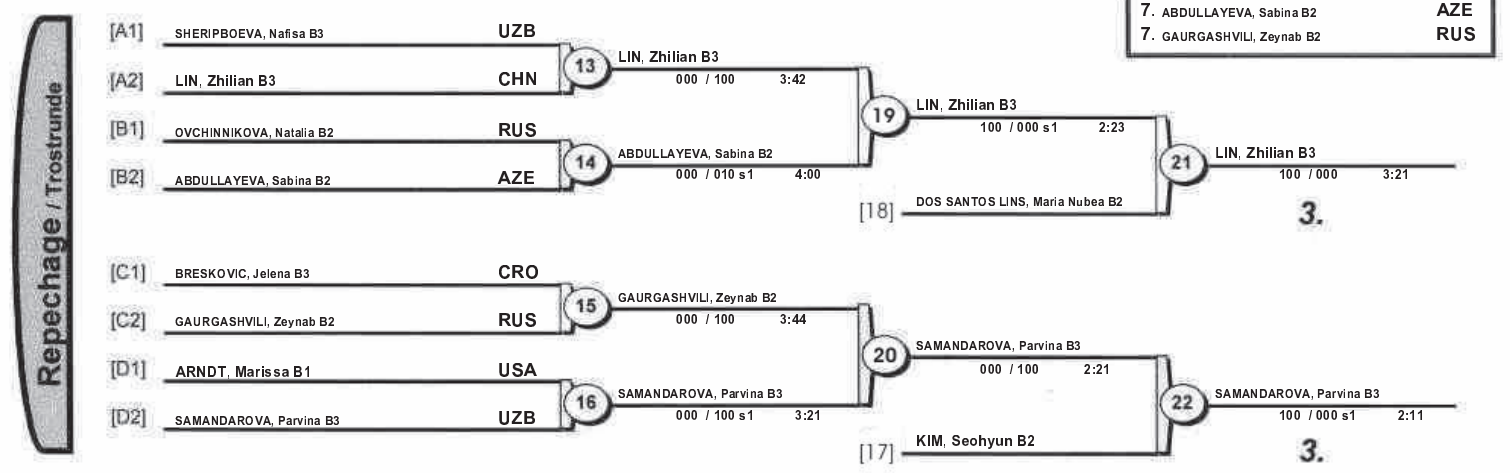 7. ABDULLAYEVA, Sabina B2 AZE
7. GAURGASHVILI, Zeynab B2 RUS
Repechage / Trostrunde
[A1] SHERIPBOEVA, Nafisa B3 UZB
13 LIN, Zhilian B3
000 / 100 3:42
[A2] LIN, Zhilian B3 CHN
19 LIN, Zhilian B3
100 / 000 s1 2:23
[B1] OVCHINNIKOVA, Natalia B2 RUS
14 ABDULLAYEVA, Sabina B2
000 / 010 s1 4:00
[B2] ABDULLAYEVA, Sabina B2 AZE
21 LIN, Zhilian B3
100 / 000 3:21
[18] DOS SANTOS LINS, Maria Nubea B2
3.
[C1] BRESKOVIC, Jelena B3 CRO
15 GAURGASHVILI, Zeynab B2
000 / 100 3:44
[C2] GAURGASHVILI, Zeynab B2 RUS
20 SAMANDAROVA, Parvina B3
000 / 100 2:21
[D1] ARNDT, Marissa B1 USA
16 SAMANDAROVA, Parvina B3
000 / 100 s1 3:21
[D2] SAMANDAROVA, Parvina B3 UZB
22 SAMANDAROVA, Parvina B3
100 / 000 s1 2:11
[17] KIM, Seohyun B2
3.